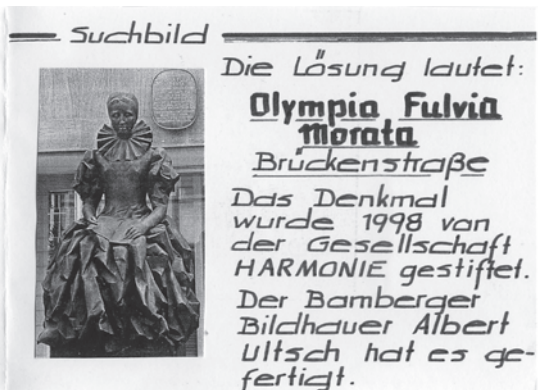 Suchbild
Die Lösung lautet:
Olympia Fulvia
Morata
Brückenstraße
Das Denkmal
wurde 1998 von
der Gesellschaft
HARMONIE gestiftet.
Der Bamberger
Bildhauer Albert
Ultsch hat es ge-
fertigt.